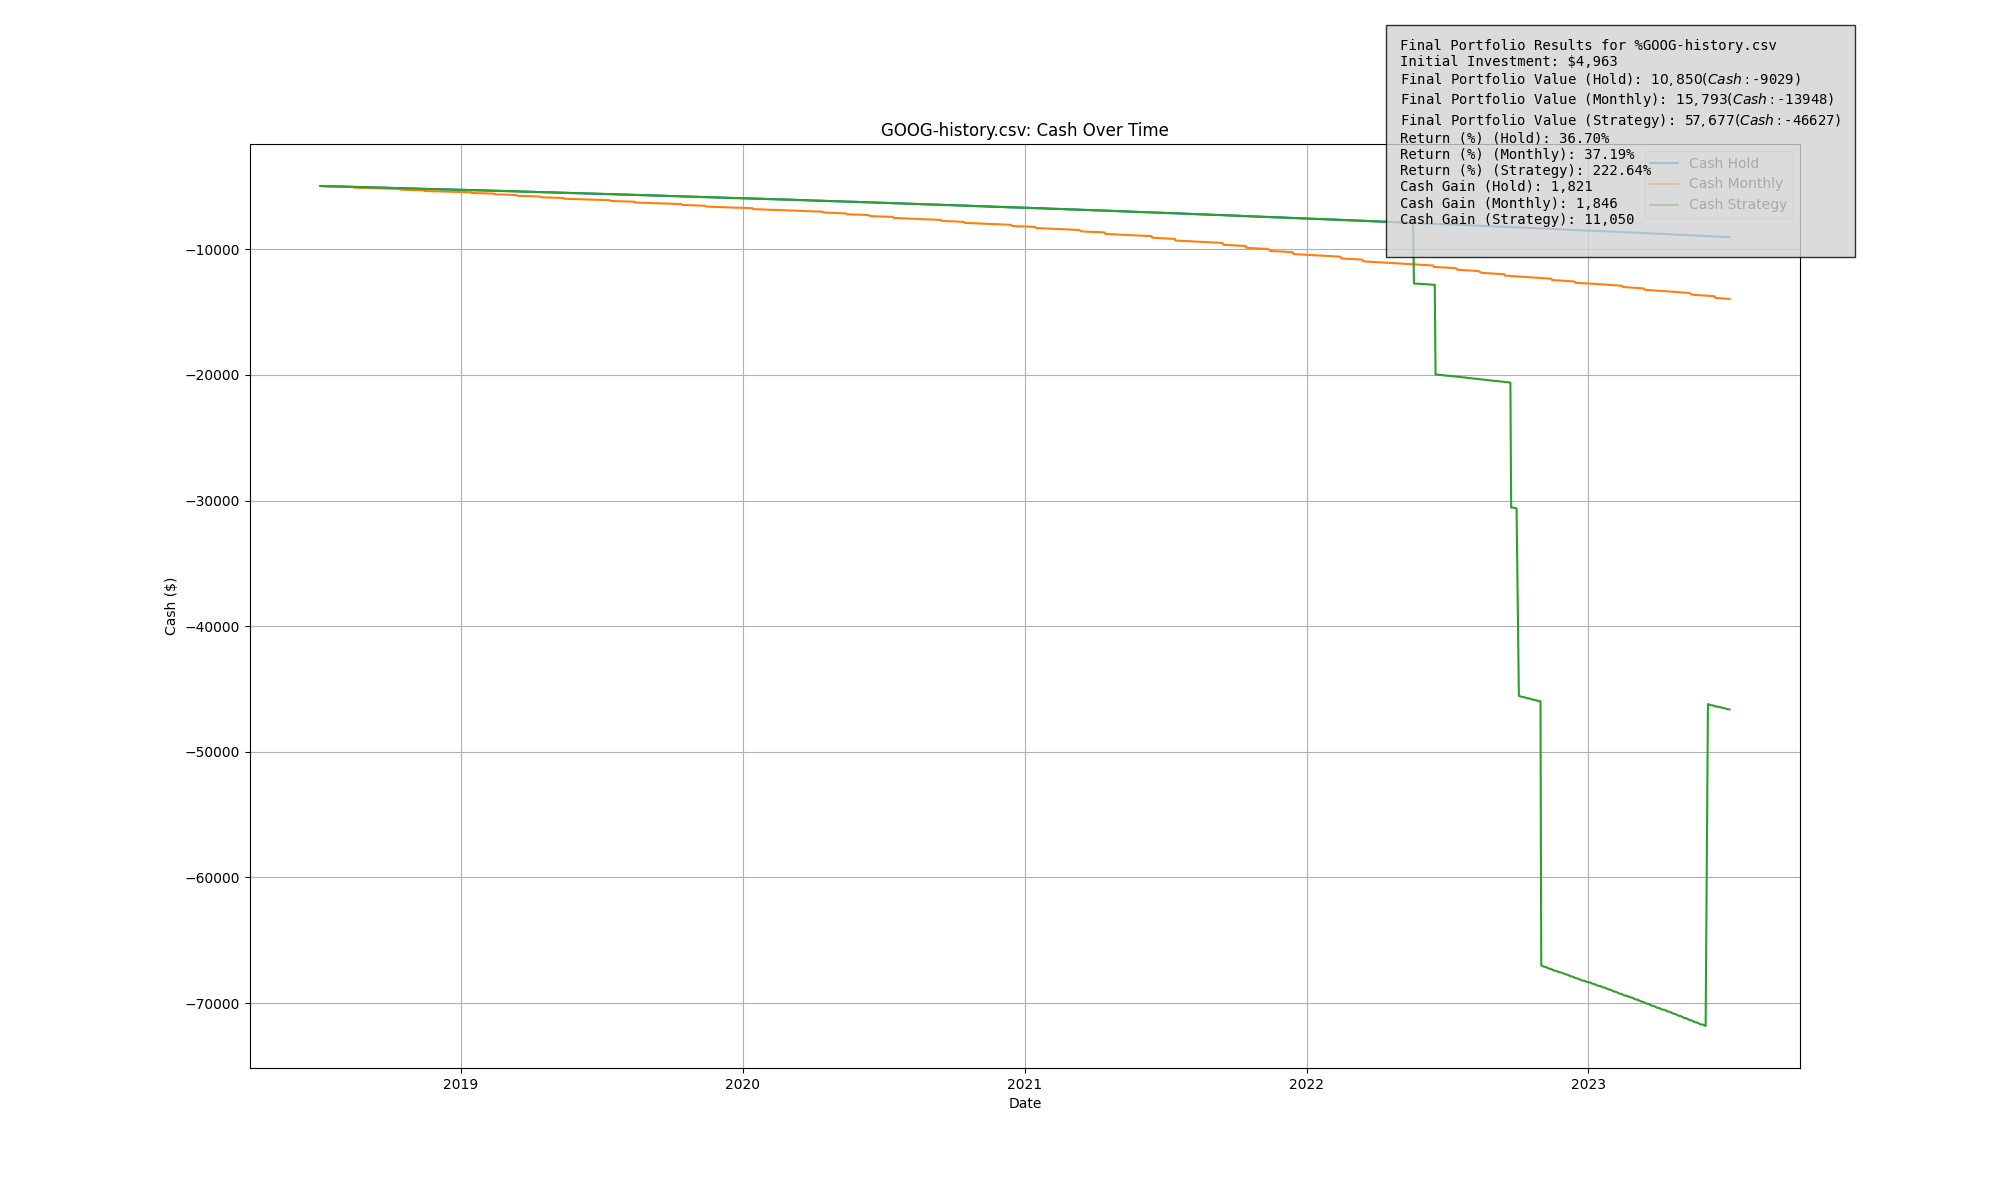 Final Portfolio Results for %GOOG-history.csv
Initial Investment: $4,963
Final Portfolio Value (Hold): 10,850(Cash:-9029)
Final Portfolio Value (Monthly): 15,793(Cash:-13948)
Final Portfolio Value (Strategy): 57,677(Cash:-46627)
Return (%) (Hold): 36.70%
Return (%) (Monthly): 37.19%
Return (%) (Strategy): 222.64%
Cash Gain (Hold): 1,821
Cash Gain (Monthly): 1,846
Cash Gain (Strategy): 11,050
GOOG-history.csv: Cash Over Time
Cash Hold
Cash Monthly
Cash Strategy
Cash ($)
−10000
−20000
−30000
−40000
−50000
−60000
−70000
2019
2020
2021
2022
2023
Date